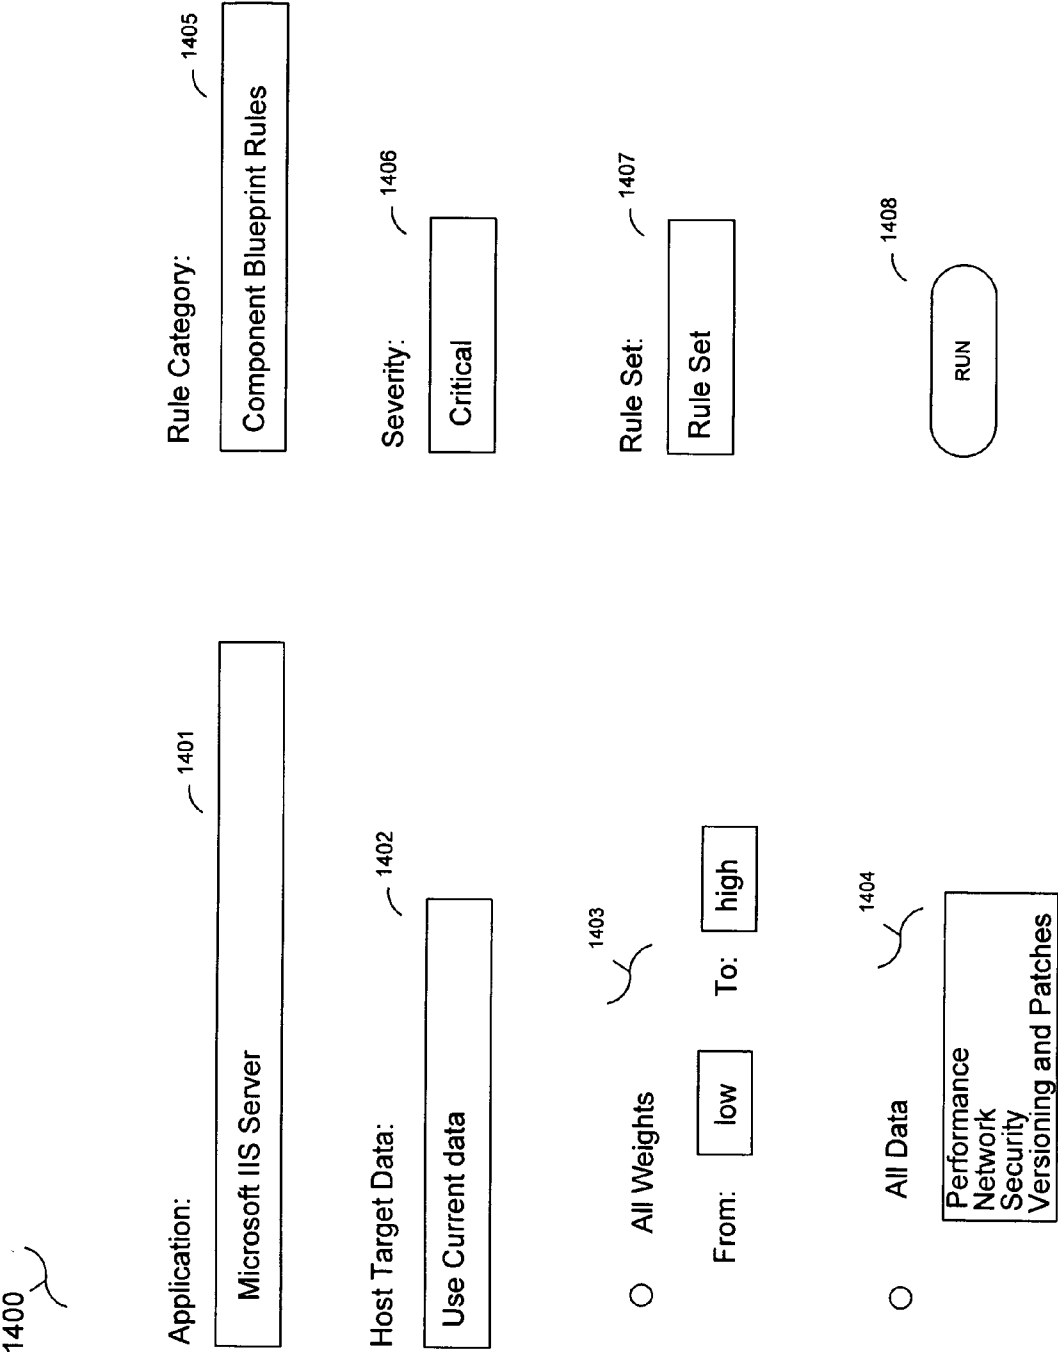 1400
Application:
1401
Microsoft IIS Server
Host Target Data:
1402
Use Current data
1403
All Weights
From:
low
To:
high
1404
All Data
Performance
Network
Security
Versioning and Patches
Rule Category:
1405
Component Blueprint Rules
Severity:
1406
Critical
Rule Set:
1407
Rule Set
1408
RUN